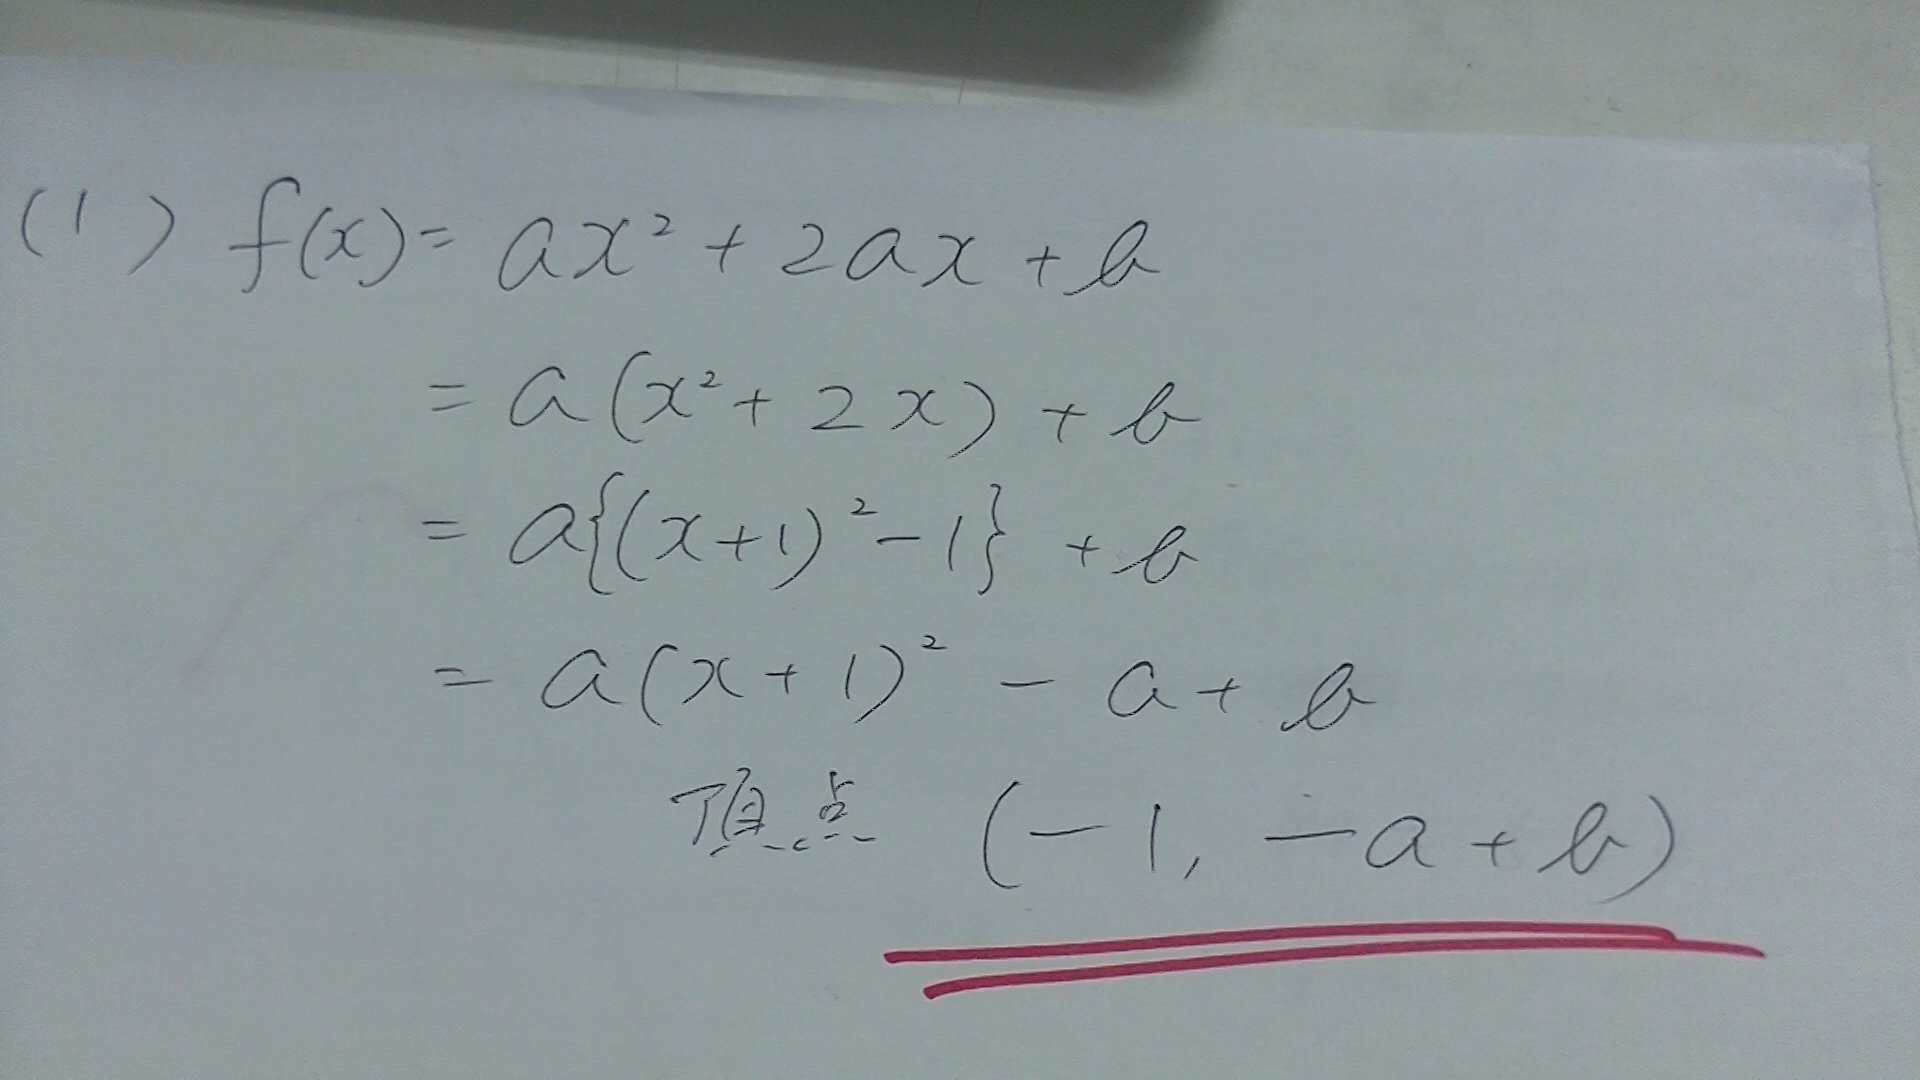 (1) f(x)= ax² + 2ax + b
= a(x² + 2x) + b
= a{(x+1)² - 1} + b
= a(x+1)² - a + b
頂点 (-1, -a+b)